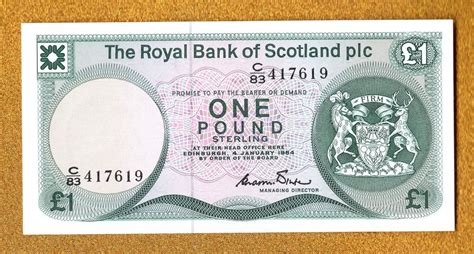 The Royal Bank of Scotland plc
£1
C/83 417619
PROMISE TO PAY THE BEARER ON DEMAND
ONE
POUND
STERLING
AT THEIR HEAD OFFICE HERE
EDINBURGH, 4 JANUARY 1984
BY ORDER OF THE BOARD
FIRM
C/83 417619
MANAGING DIRECTOR
£1
£1